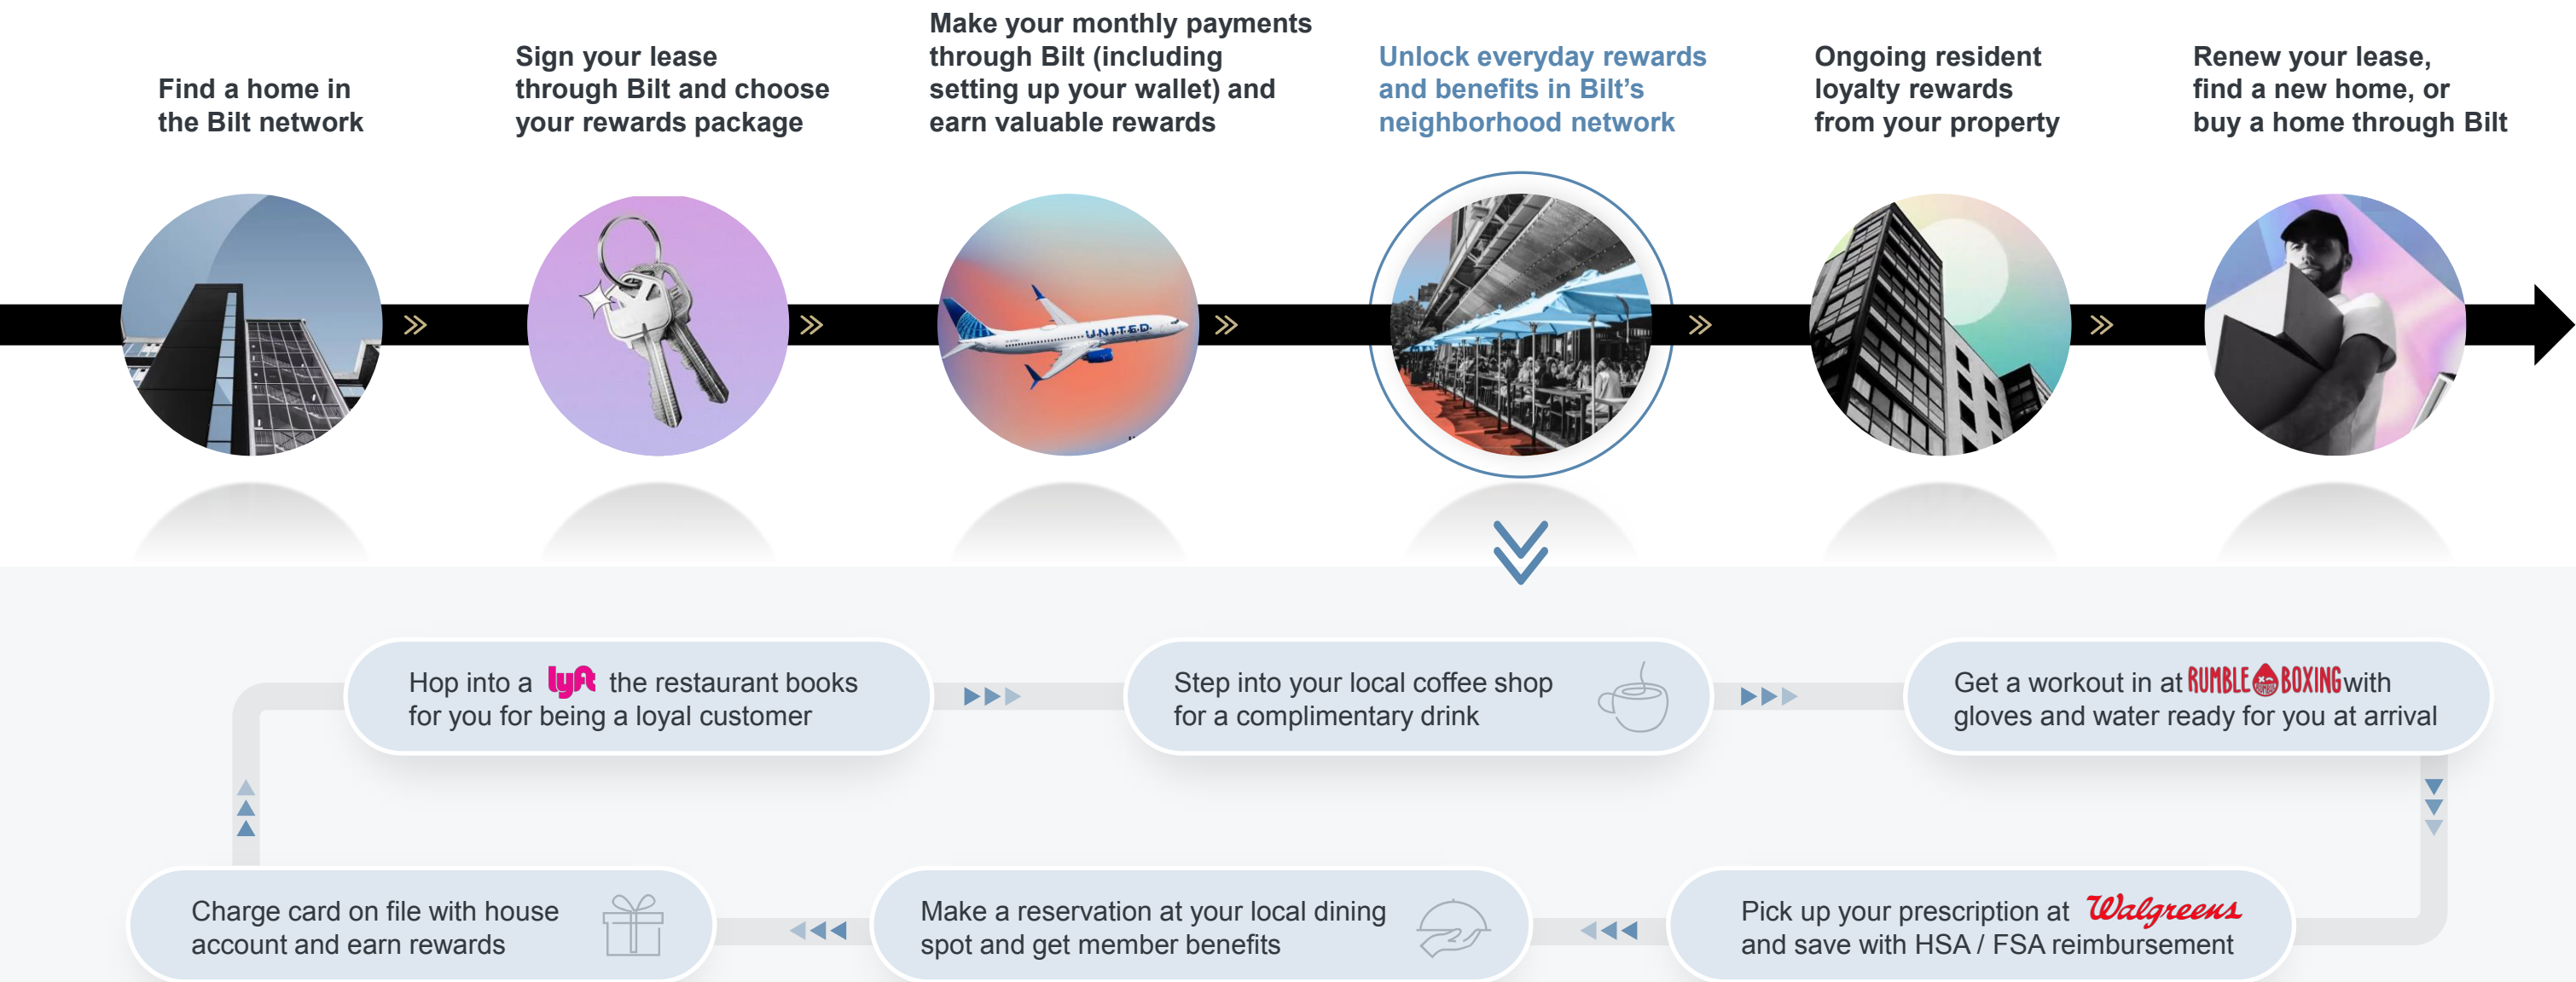 Find a home in
the Bilt network
Sign your lease
through Bilt and choose
your rewards package
Make your monthly payments
through Bilt (including
setting up your wallet) and
earn valuable rewards
Unlock everyday rewards
and benefits in Bilt's
neighborhood network
Ongoing resident
loyalty rewards
from your property
Renew your lease,
find a new home, or
buy a home through Bilt
UNITED
Hop into a lyft the restaurant books
for you for being a loyal customer
Step into your local coffee shop
for a complimentary drink
Get a workout in at RUMBLE BOXING with
gloves and water ready for you at arrival
Charge card on file with house
account and earn rewards
Make a reservation at your local dining
spot and get member benefits
Pick up your prescription at Walgreens
and save with HSA / FSA reimbursement